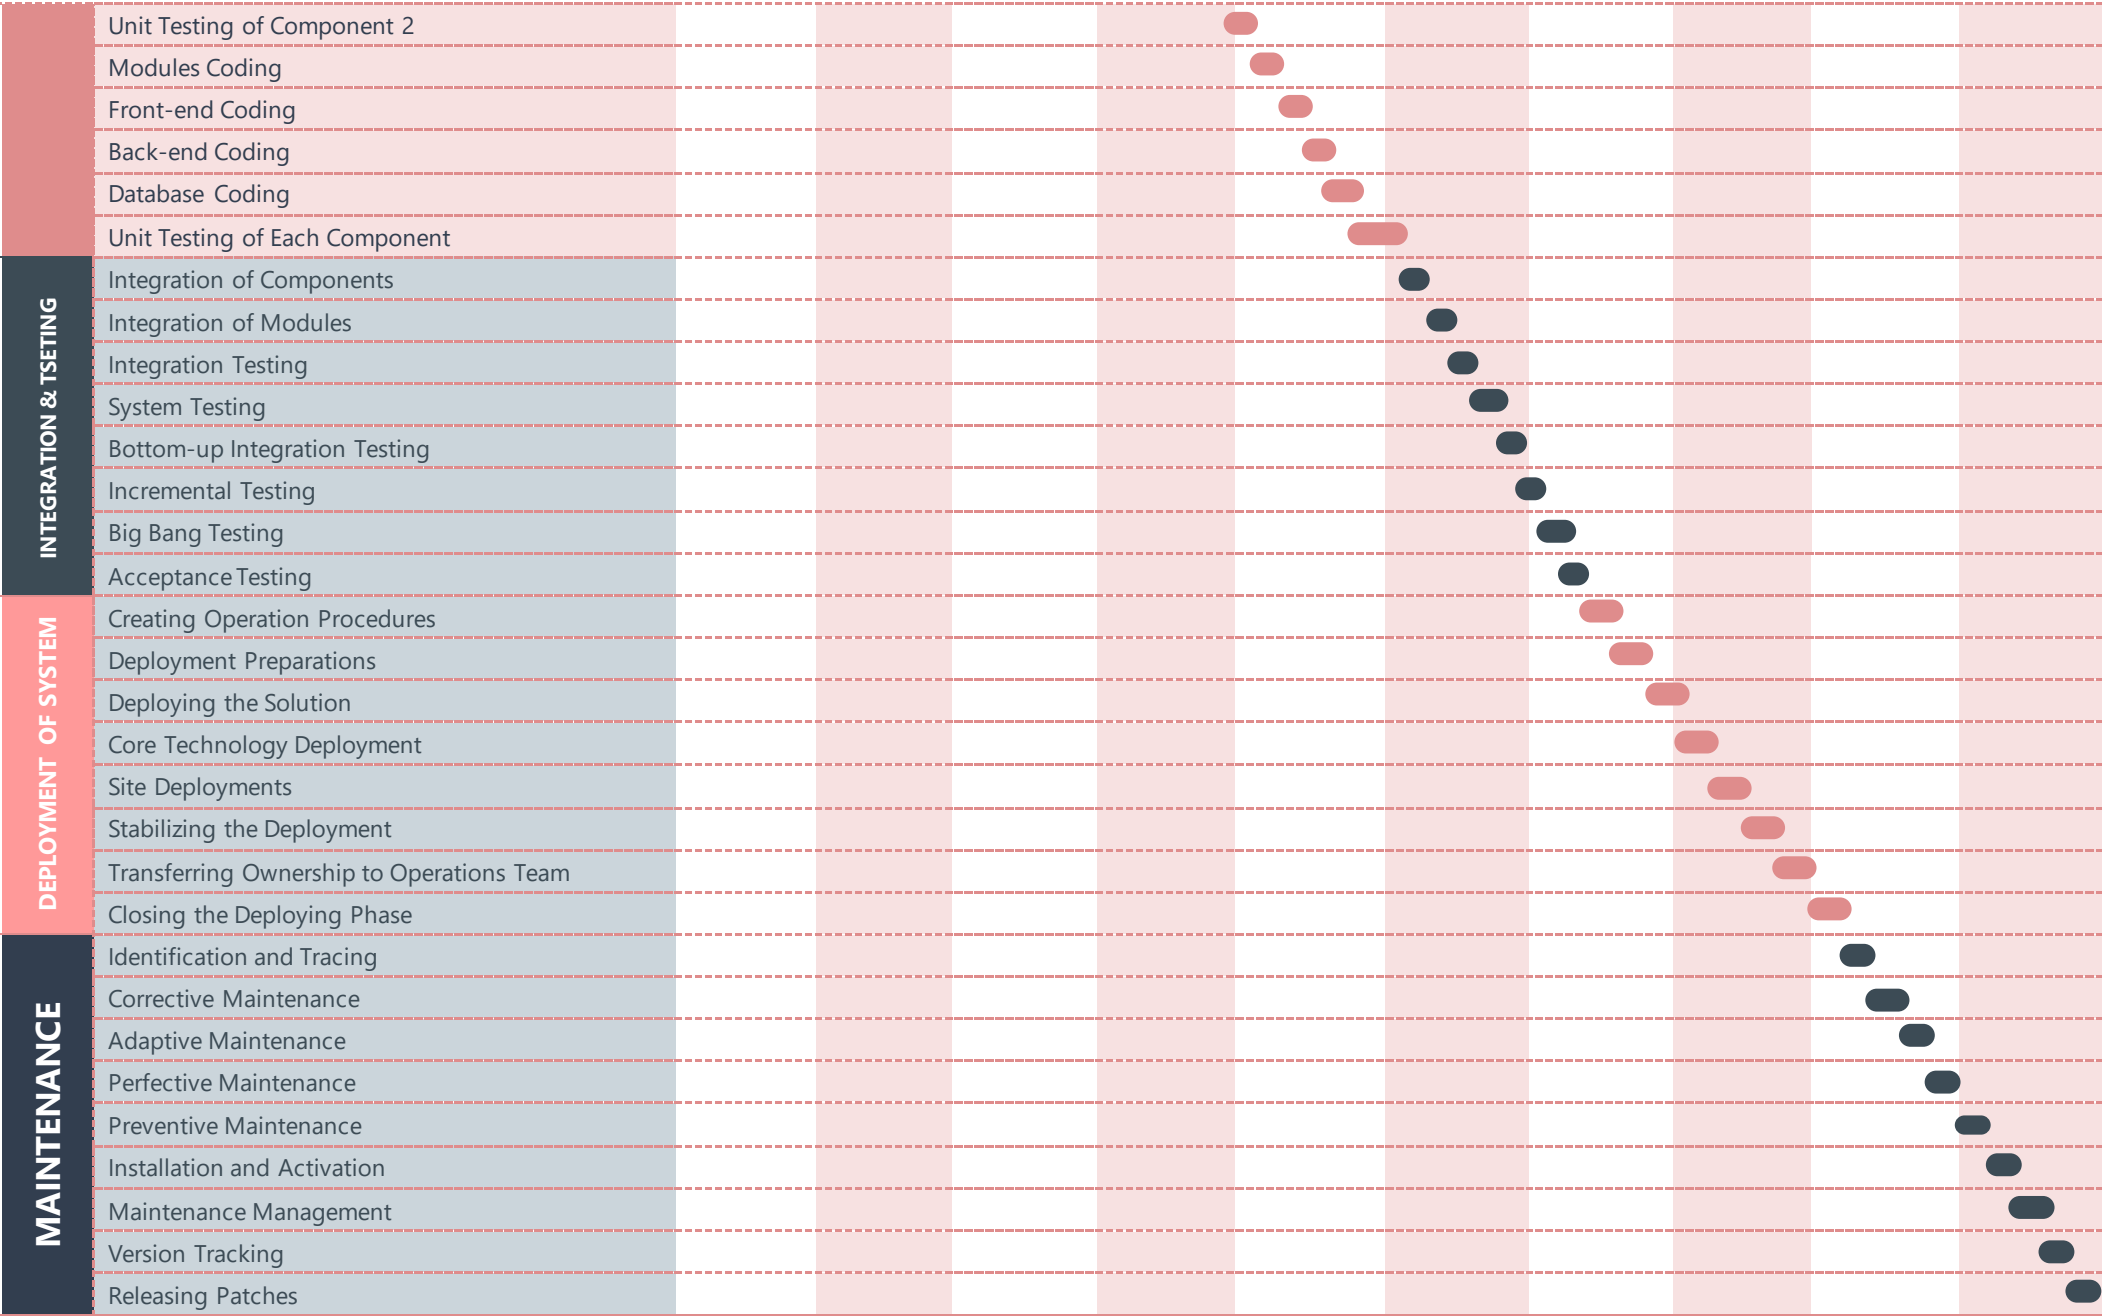 Unit Testing of Component 2
Modules Coding
Front-end Coding
Back-end Coding
Database Coding
Unit Testing of Each Component
INTEGRATION & TSETING
Integration of Components
Integration of Modules
Integration Testing
System Testing
Bottom-up Integration Testing
Incremental Testing
Big Bang Testing
Acceptance Testing
DEPLOYMENT OF SYSTEM
Creating Operation Procedures
Deployment Preparations
Deploying the Solution
Core Technology Deployment
Site Deployments
Stabilizing the Deployment
Transferring Ownership to Operations Team
Closing the Deploying Phase
MAINTENANCE
Identification and Tracing
Corrective Maintenance
Adaptive Maintenance
Perfective Maintenance
Preventive Maintenance
Installation and Activation
Maintenance Management
Version Tracking
Releasing Patches